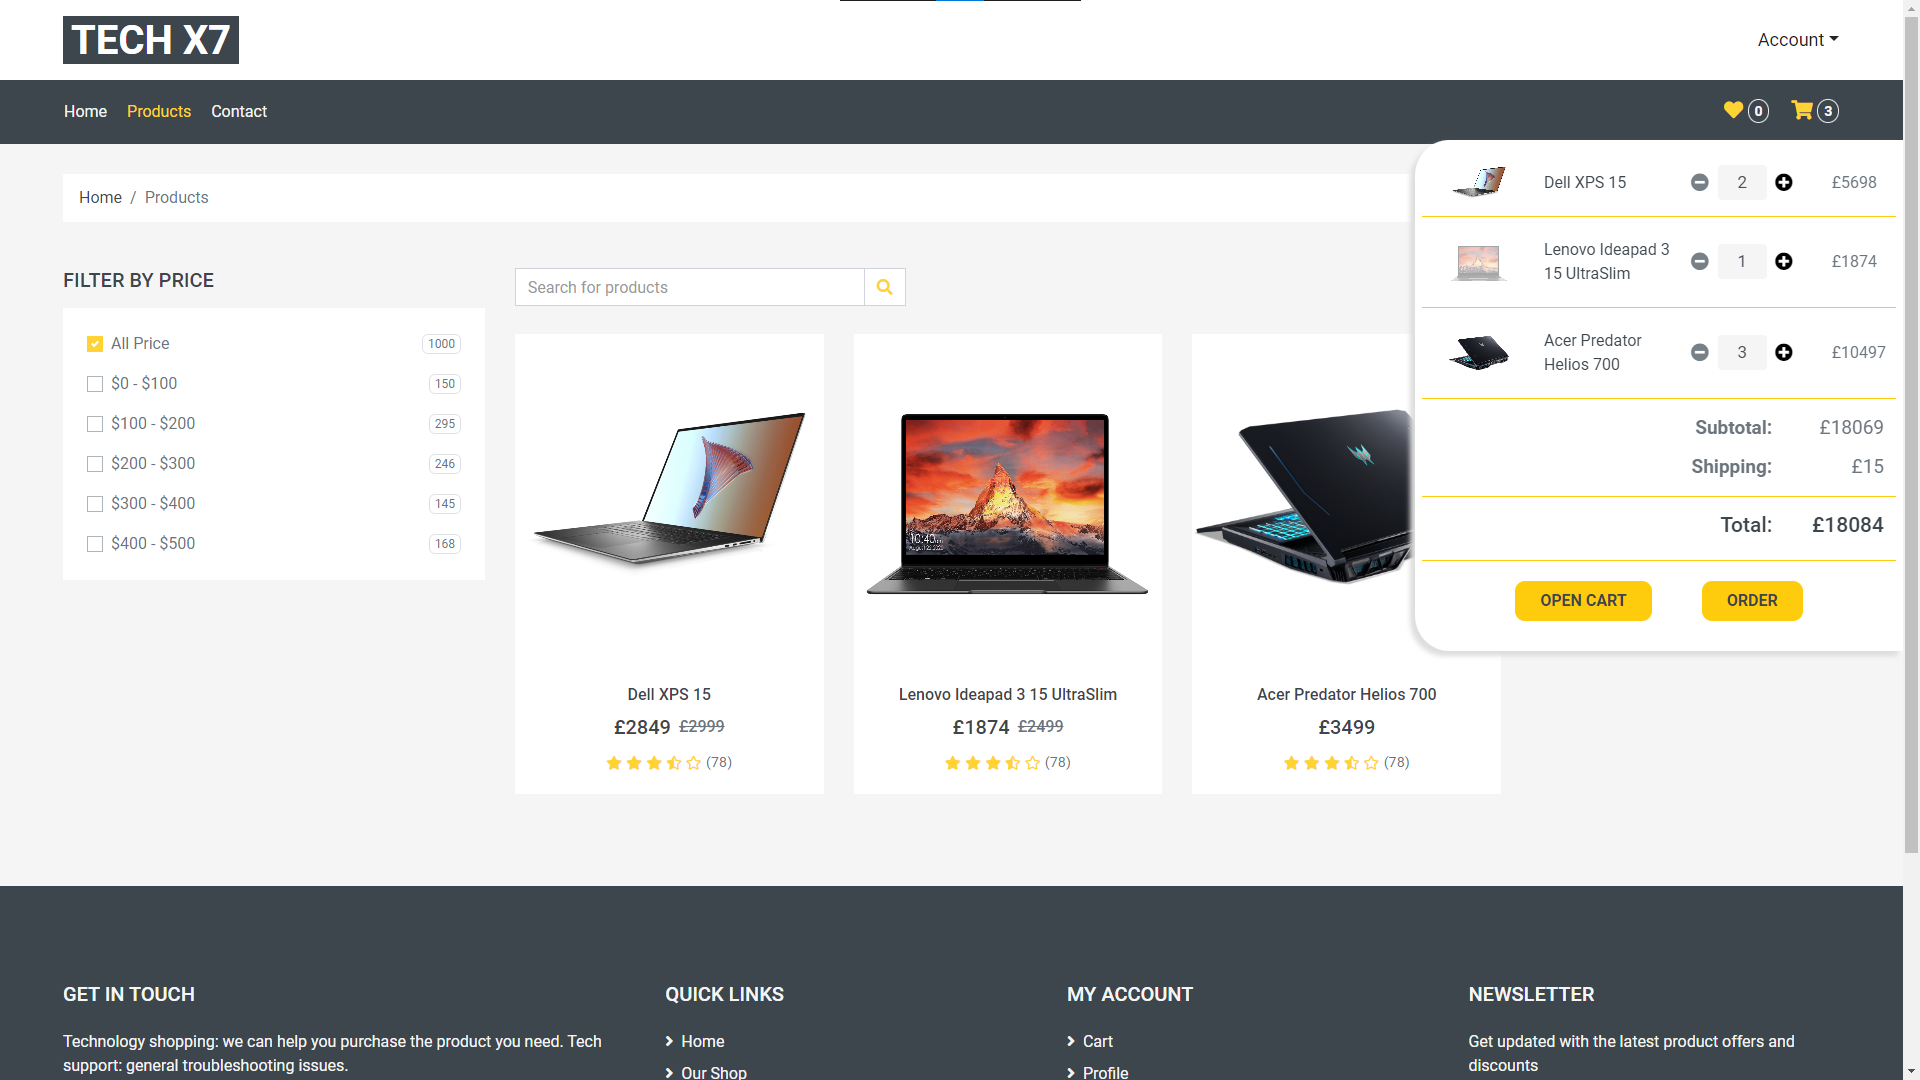 TECH X7
Account
Home Products Contact 0 3
Home / Products
Dell XPS 15 2 £5698
Lenovo Ideapad 3
15 UltraSlim 1 £1874
Acer Predator
Helios 700 3 £10497
Subtotal: £18069
Shipping: £15
Total: £18084
OPEN CART ORDER
FILTER BY PRICE
All Price 1000
$0 - $100 150
$100 - $200 295
$200 - $300 246
$300 - $400 145
$400 - $500 168
Search for products
Dell XPS 15
£2849 £2999
(78)
Lenovo Ideapad 3 15 UltraSlim
£1874 £2499
(78)
Acer Predator Helios 700
£3499
(78)
GET IN TOUCH
Technology shopping: we can help you purchase the product you need. Tech
support: general troubleshooting issues.
QUICK LINKS
Home
Our Shop
MY ACCOUNT
Cart
Profile
NEWSLETTER
Get updated with the latest product offers and
discounts